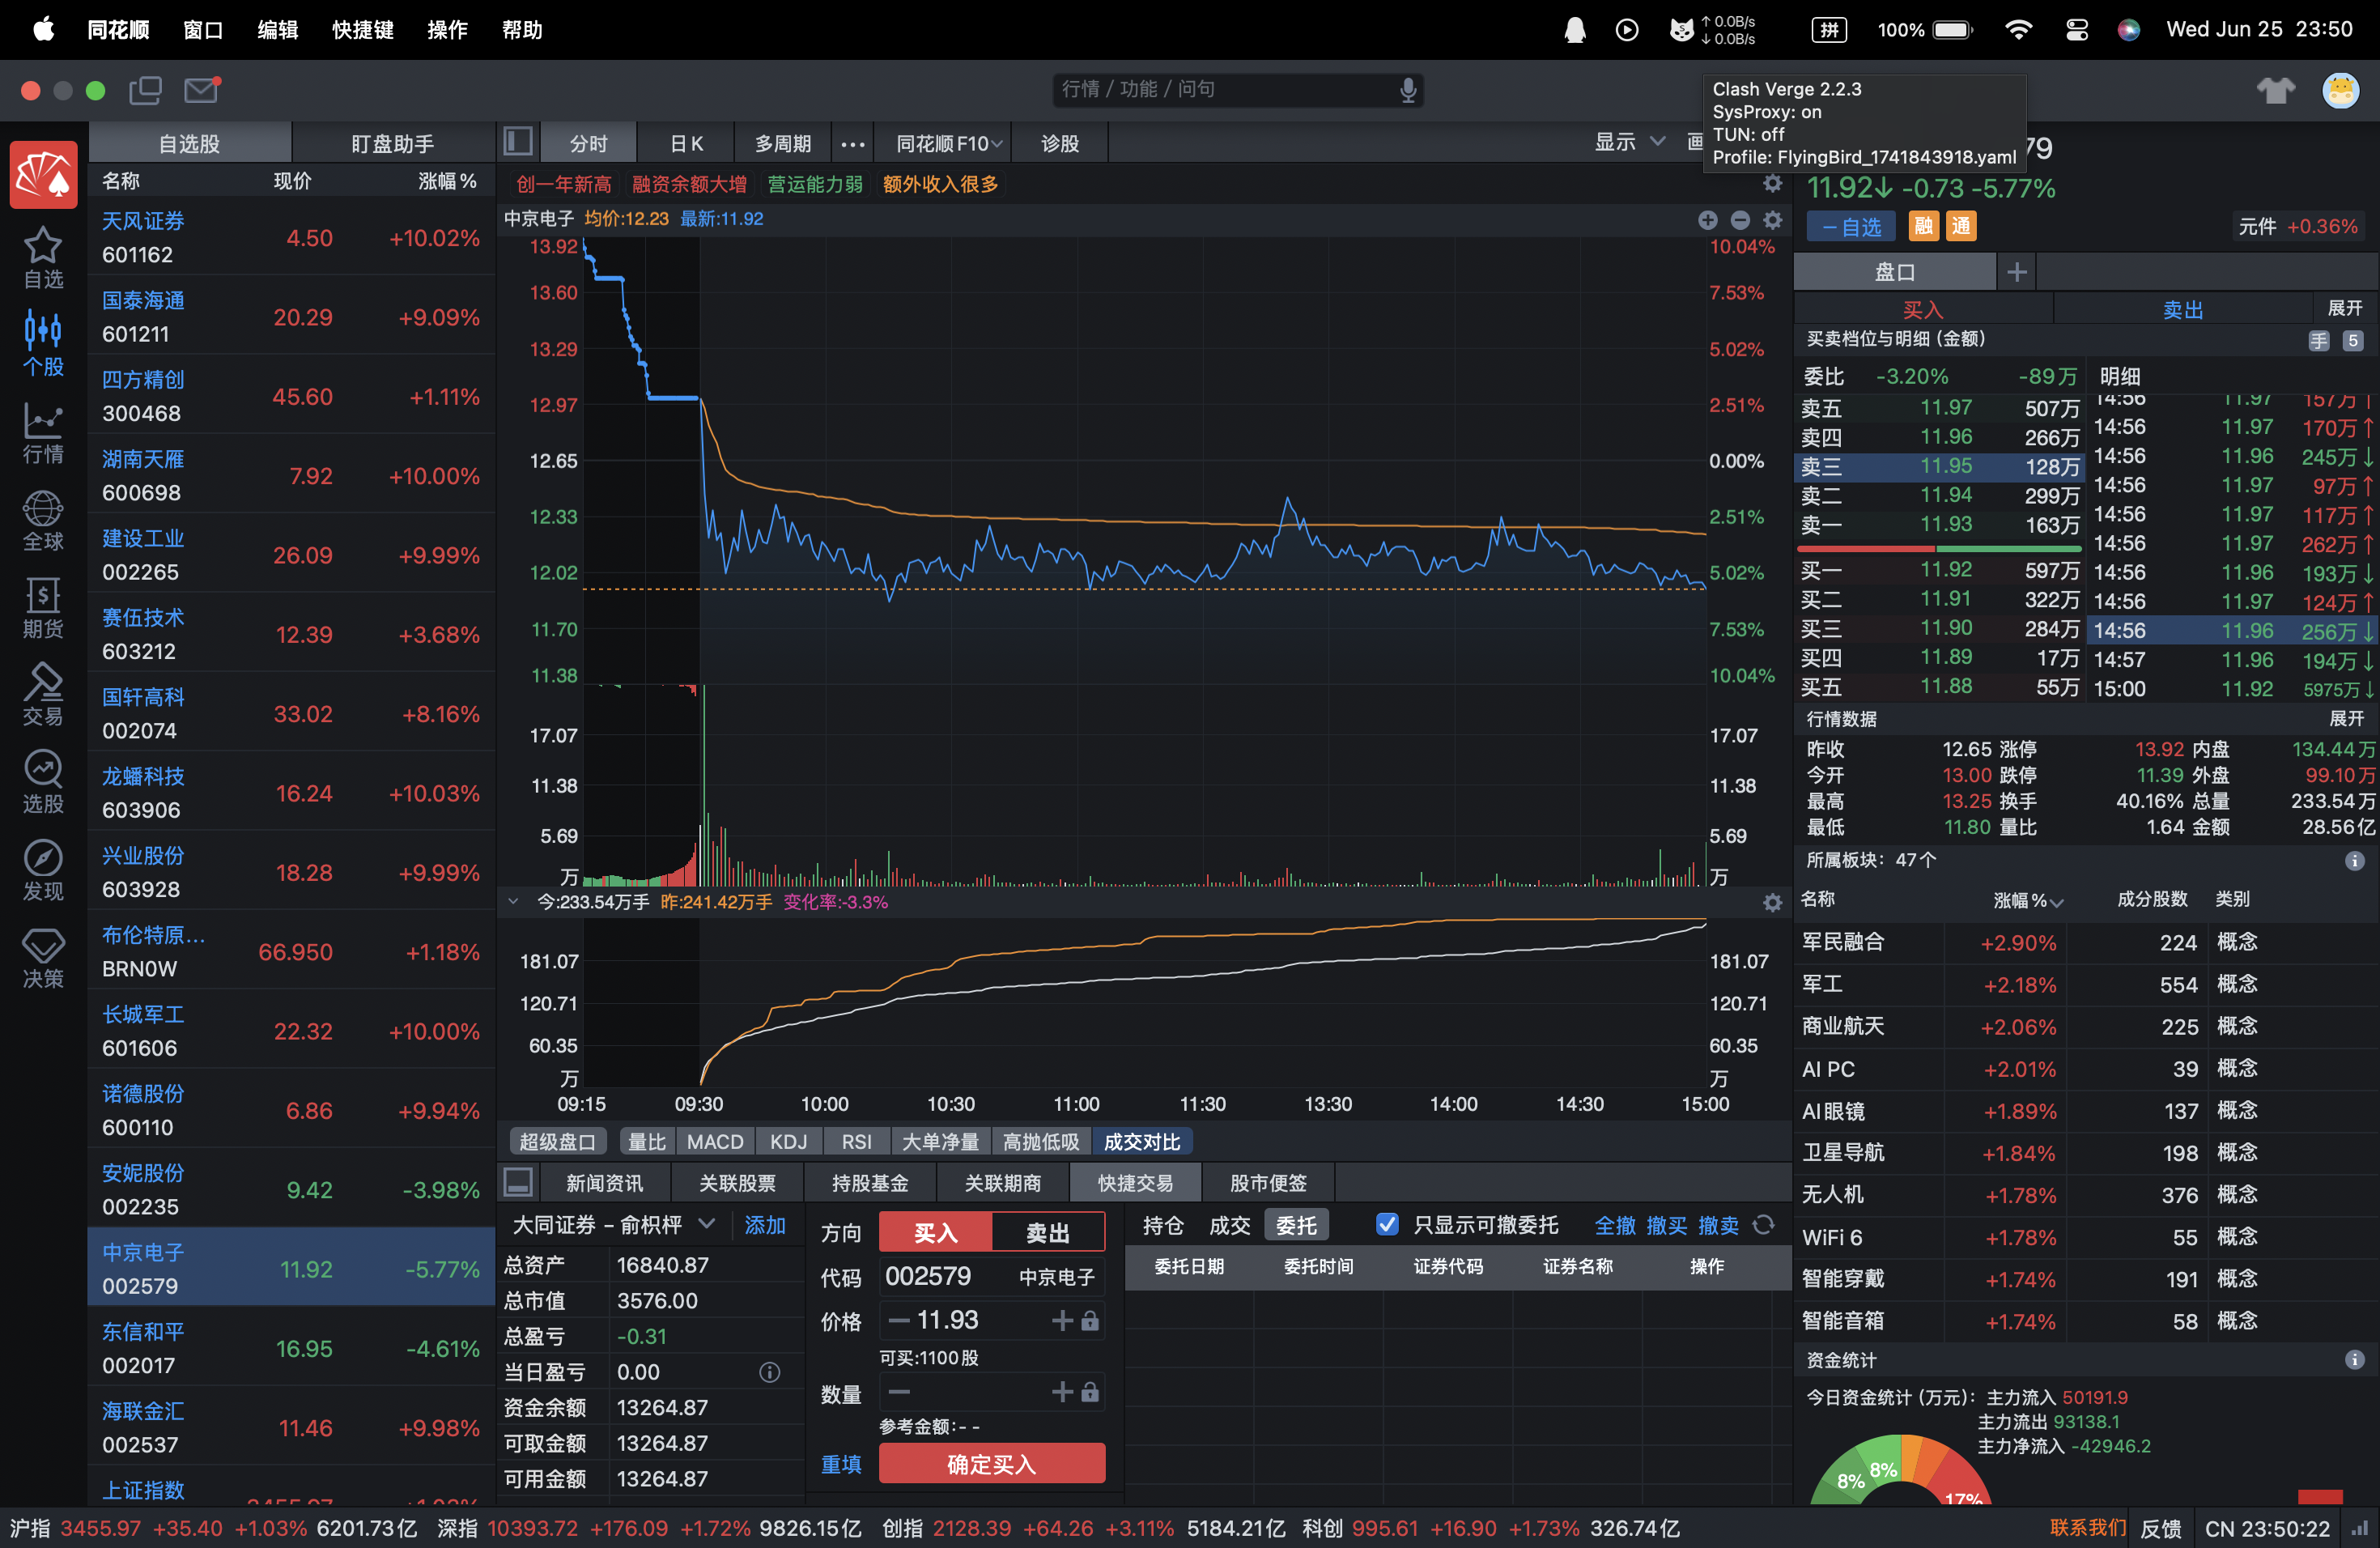 同花顺 窗口 编辑 快捷键 操作 帮助
↑ 0.0B/s
↓ 0.0B/s
拼 100% Wed Jun 25 23:50
行情 / 功能 / 问句
Clash Verge 2.2.3
SysProxy: on
TUN: off
Profile: FlyingBird_1741843918.yaml
自选
个股
行情
全球
期货
交易
选股
发现
决策
自选股 盯盘助手
名称 现价 涨幅%
天风证券
601162 4.50 +10.02%
国泰海通
601211 20.29 +9.09%
四方精创
300468 45.60 +1.11%
湖南天雁
600698 7.92 +10.00%
建设工业
002265 26.09 +9.99%
赛伍技术
603212 12.39 +3.68%
国轩高科
002074 33.02 +8.16%
龙蟠科技
603906 16.24 +10.03%
兴业股份
603928 18.28 +9.99%
布伦特原...
BRN0W 66.950 +1.18%
长城军工
601606 22.32 +10.00%
诺德股份
600110 6.86 +9.94%
安妮股份
002235 9.42 -3.98%
中京电子
002579 11.92 -5.77%
东信和平
002017 16.95 -4.61%
海联金汇
002537 11.46 +9.98%
上证指数
分时 日K 多周期 ... 同花顺F10 诊股 显示
创一年新高 融资余额大增 营运能力弱 额外收入很多
中京电子 均价:12.23 最新:11.92
13.92 10.04%
13.60 7.53%
13.29 5.02%
12.97 2.51%
12.65 0.00%
12.33 2.51%
12.02 5.02%
11.70 7.53%
11.38 10.04%
17.07 17.07
11.38 11.38
5.69 5.69
万 万
今:233.54万手 昨:241.42万手 变化率:-3.3%
181.07 181.07
120.71 120.71
60.35 60.35
万 万
09:15 09:30 10:00 10:30 11:00 11:30 13:30 14:00 14:30 15:00
超级盘口 量比 MACD KDJ RSI 大单净量 高抛低吸 成交对比
新闻资讯 关联股票 持股基金 关联期商 快捷交易 股市便签
大同证券 – 俞枳枰 添加
总资产 16840.87
总市值 3576.00
总盈亏 -0.31
当日盈亏 0.00
资金余额 13264.87
可取金额 13264.87
可用金额 13264.87
方向 买入 卖出
代码 002579 中京电子
价格 11.93
可买:1100股
数量
参考金额:- -
重填 确定买入
持仓 成交 委托 只显示可撤委托 全撤 撤买 撤卖
委托日期 委托时间 证券代码 证券名称 操作
79
11.92↓ -0.73 -5.77%
自选 融 通 元件 +0.36%
盘口
买入 卖出 展开
买卖档位与明细 (金额) 手 5
委比 -3.20% -89万 明细
卖五 11.97 507万
卖四 11.96 266万
卖三 11.95 128万
卖二 11.94 299万
卖一 11.93 163万
买一 11.92 597万
买二 11.91 322万
买三 11.90 284万
买四 11.89 17万
买五 11.88 55万
14:56 11.97 157万↑
14:56 11.97 170万↑
14:56 11.96 245万↓
14:56 11.97 97万↑
14:56 11.97 117万↑
14:56 11.97 262万↑
14:56 11.96 193万↓
14:56 11.97 124万↑
14:56 11.96 256万↓
14:57 11.96 194万↓
15:00 11.92 5975万↓
行情数据 展开
昨收 12.65 涨停 13.92 内盘 134.44万
今开 13.00 跌停 11.39 外盘 99.10万
最高 13.25 换手 40.16% 总量 233.54万
最低 11.80 量比 1.64 金额 28.56亿
所属板块: 47个
名称 涨幅% 成分股数 类别
军民融合 +2.90% 224 概念
军工 +2.18% 554 概念
商业航天 +2.06% 225 概念
AI PC +2.01% 39 概念
AI眼镜 +1.89% 137 概念
卫星导航 +1.84% 198 概念
无人机 +1.78% 376 概念
WiFi 6 +1.78% 55 概念
智能穿戴 +1.74% 191 概念
智能音箱 +1.74% 58 概念
资金统计
今日资金统计 (万元): 主力流入 50191.9
主力流出 93138.1
主力净流入 -42946.2
8% 8% 17%
沪指 3455.97 +35.40 +1.03% 6201.73亿 深指 10393.72 +176.09 +1.72% 9826.15亿 创指 2128.39 +64.26 +3.11% 5184.21亿 科创 995.61 +16.90 +1.73% 326.74亿 联系我们 反馈 CN 23:50:22